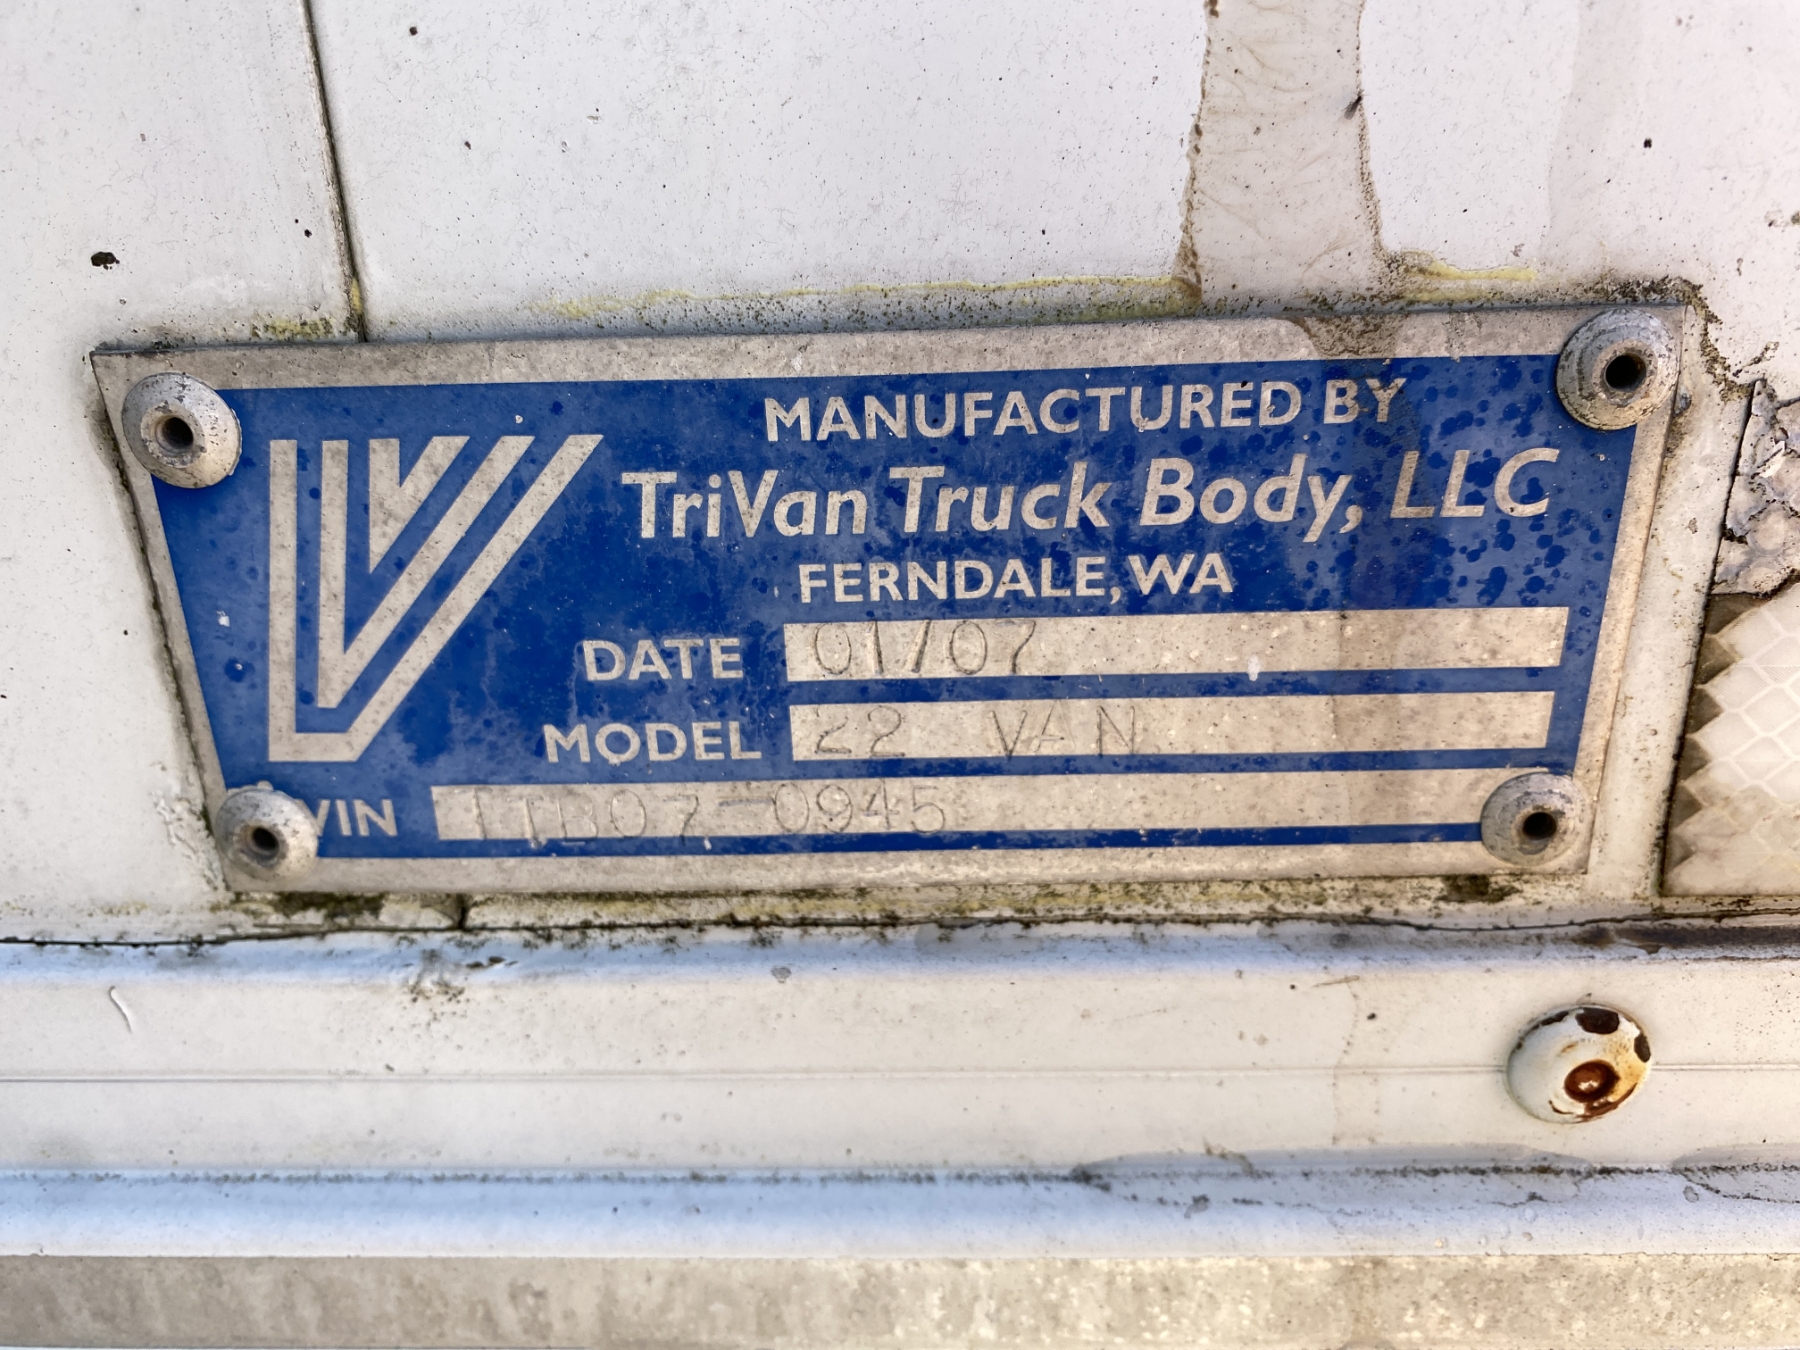 MANUFACTURED BY
TriVan Truck Body, LLC
FERNDALE, WA
DATE 01/07
MODEL 22 VAN
VIN TTB07-0945